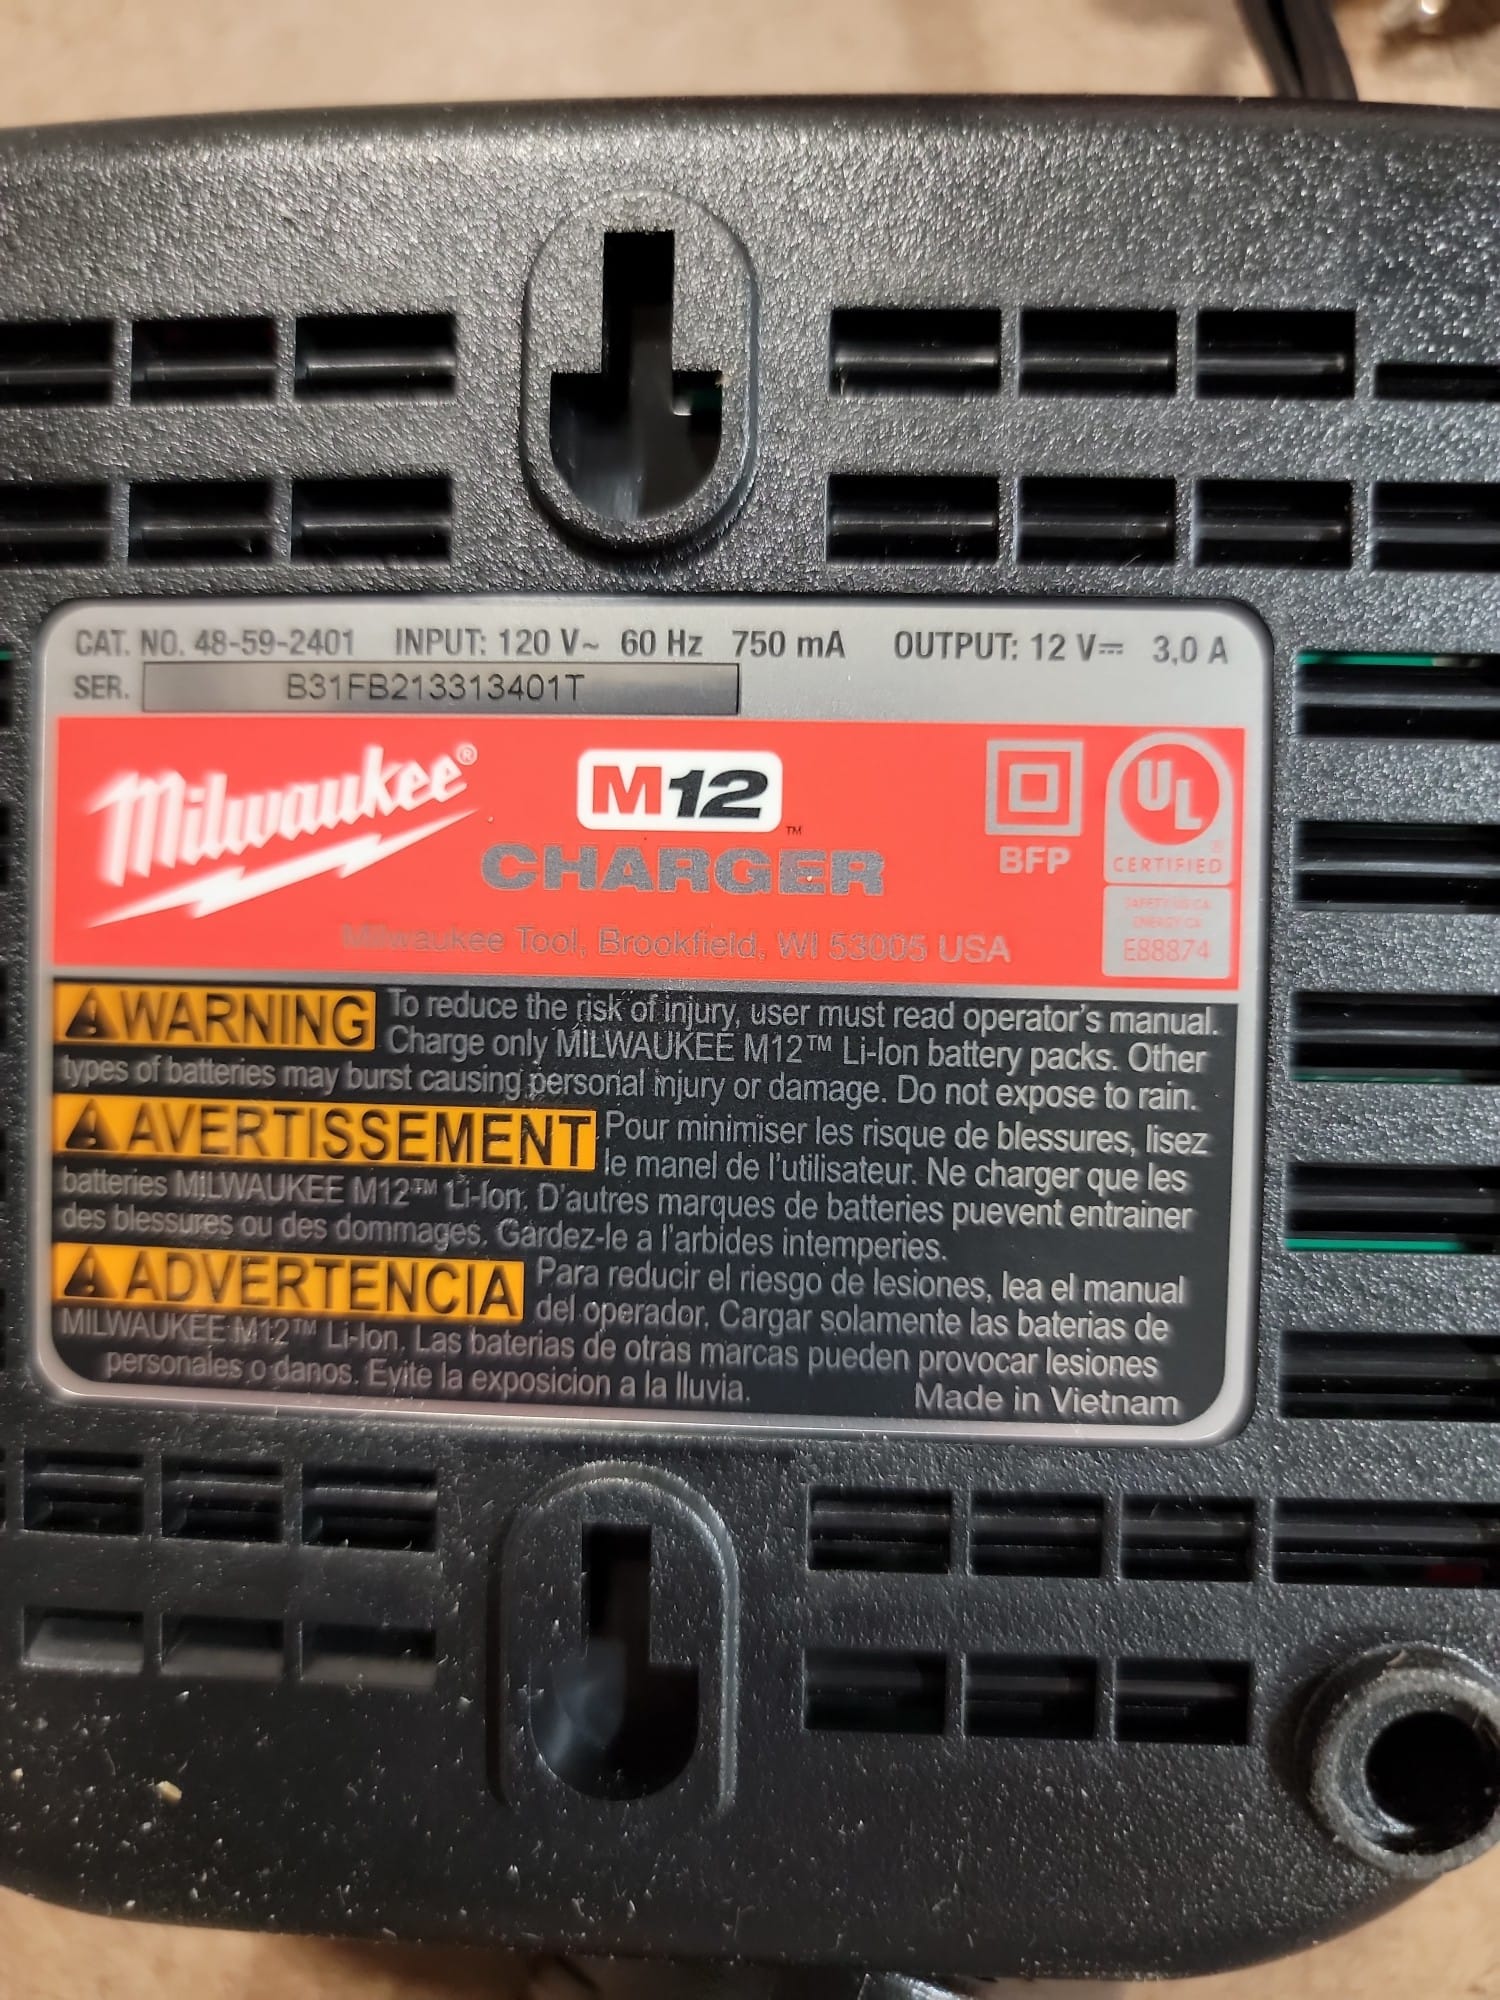 CAT. NO. 48-59-2401 INPUT: 120 V~ 60 Hz 750 mA OUTPUT: 12 V⎓ 3,0 A
SER. B31FB213313401T
Milwaukee® M12™
CHARGER
BFP
UL®
CERTIFIED
SAFETY US CA
ENERGY CA
E88874
Milwaukee Tool, Brookfield, WI 53005 USA
WARNING To reduce the risk of injury, user must read operator's manual.
Charge only MILWAUKEE M12™ Li-Ion battery packs. Other
types of batteries may burst causing personal injury or damage. Do not expose to rain.
AVERTISSEMENT Pour minimiser les risque de blessures, lisez
le manel de l'utilisateur. Ne charger que les
batteries MILWAUKEE M12™ Li-Ion. D'autres marques de batteries puevent entrainer
des blessures ou des dommages. Gardez-le a l'arbides intemperies.
ADVERTENCIA Para reducir el riesgo de lesiones, lea el manual
del operador. Cargar solamente las baterias de
MILWAUKEE M12™ Li-Ion. Las baterias de otras marcas pueden provocar lesiones
personales o danos. Evite la exposicion a la lluvia.
Made in Vietnam